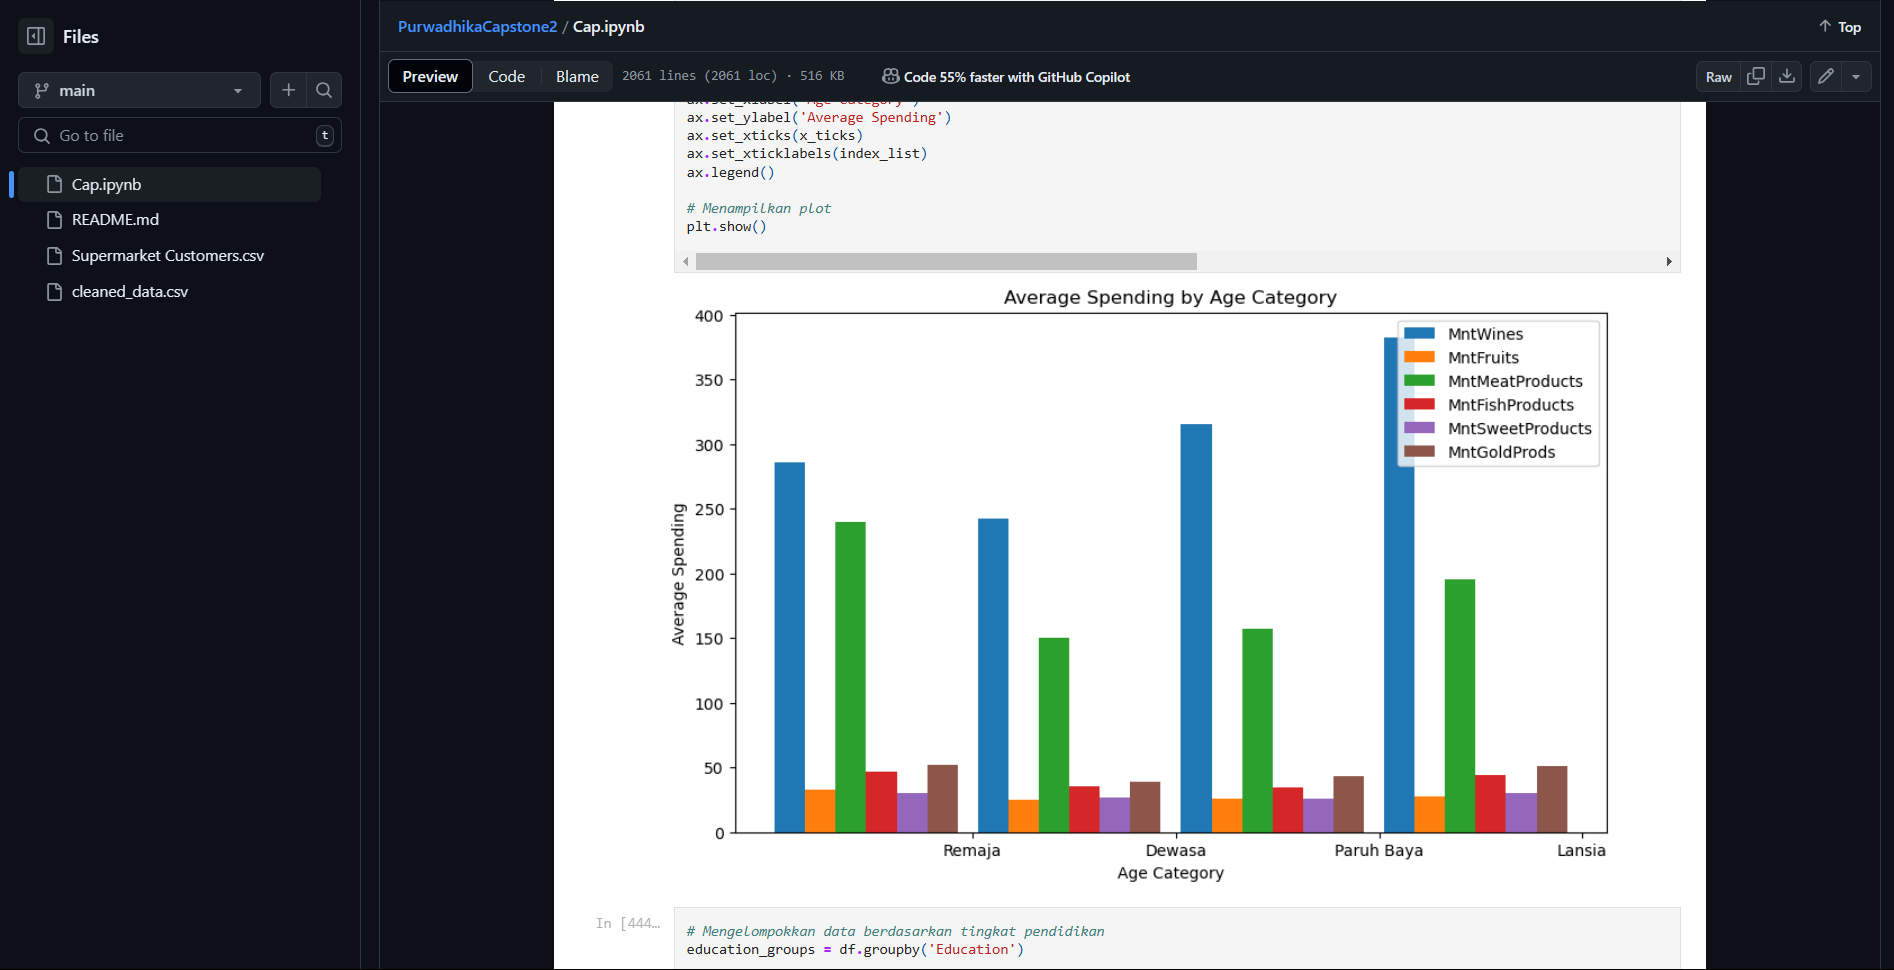 Files
main
Go to file
t
Cap.ipynb
README.md
Supermarket Customers.csv
cleaned_data.csv
PurwadhikaCapstone2 / Cap.ipynb
Top
Preview
Code
Blame
2061 lines (2061 loc) · 516 KB
Code 55% faster with GitHub Copilot
Raw
ax.set_xlabel('Age Category')
ax.set_ylabel('Average Spending')
ax.set_xticks(x_ticks)
ax.set_xticklabels(index_list)
ax.legend()
# Menampilkan plot
plt.show()
Average Spending by Age Category
400
350
300
250
200
150
100
50
0
Average Spending
MntWines
MntFruits
MntMeatProducts
MntFishProducts
MntSweetProducts
MntGoldProds
Remaja
Dewasa
Paruh Baya
Lansia
Age Category
In [444…
# Mengelompokkan data berdasarkan tingkat pendidikan
education_groups = df.groupby('Education')